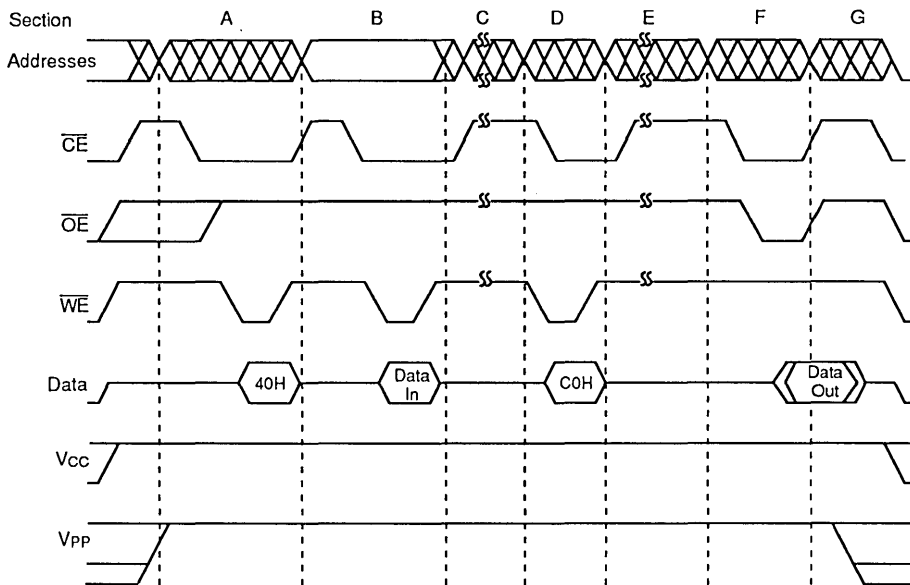 Section A B C D E F G
Addresses
CE
OE
WE
Data 40H Data In C0H Data Out
VCC
VPP